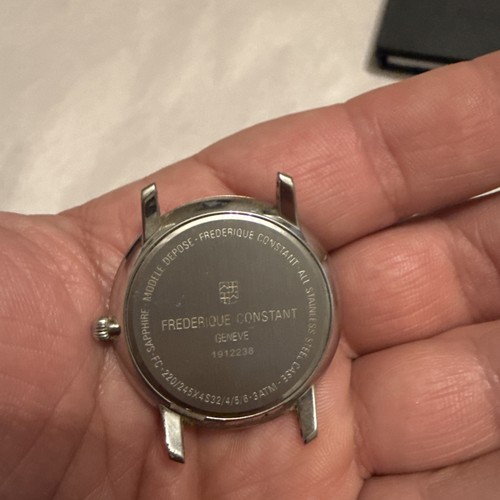 FREDERIQUE CONSTANT
GENEVE
1912238
SAPPHIRE - MODELE DEPOSE - FREDERIQUE CONSTANT - ALL STAINLESS STEEL CASE - FC-220/245X4S32/4/5/6 - 3ATM -